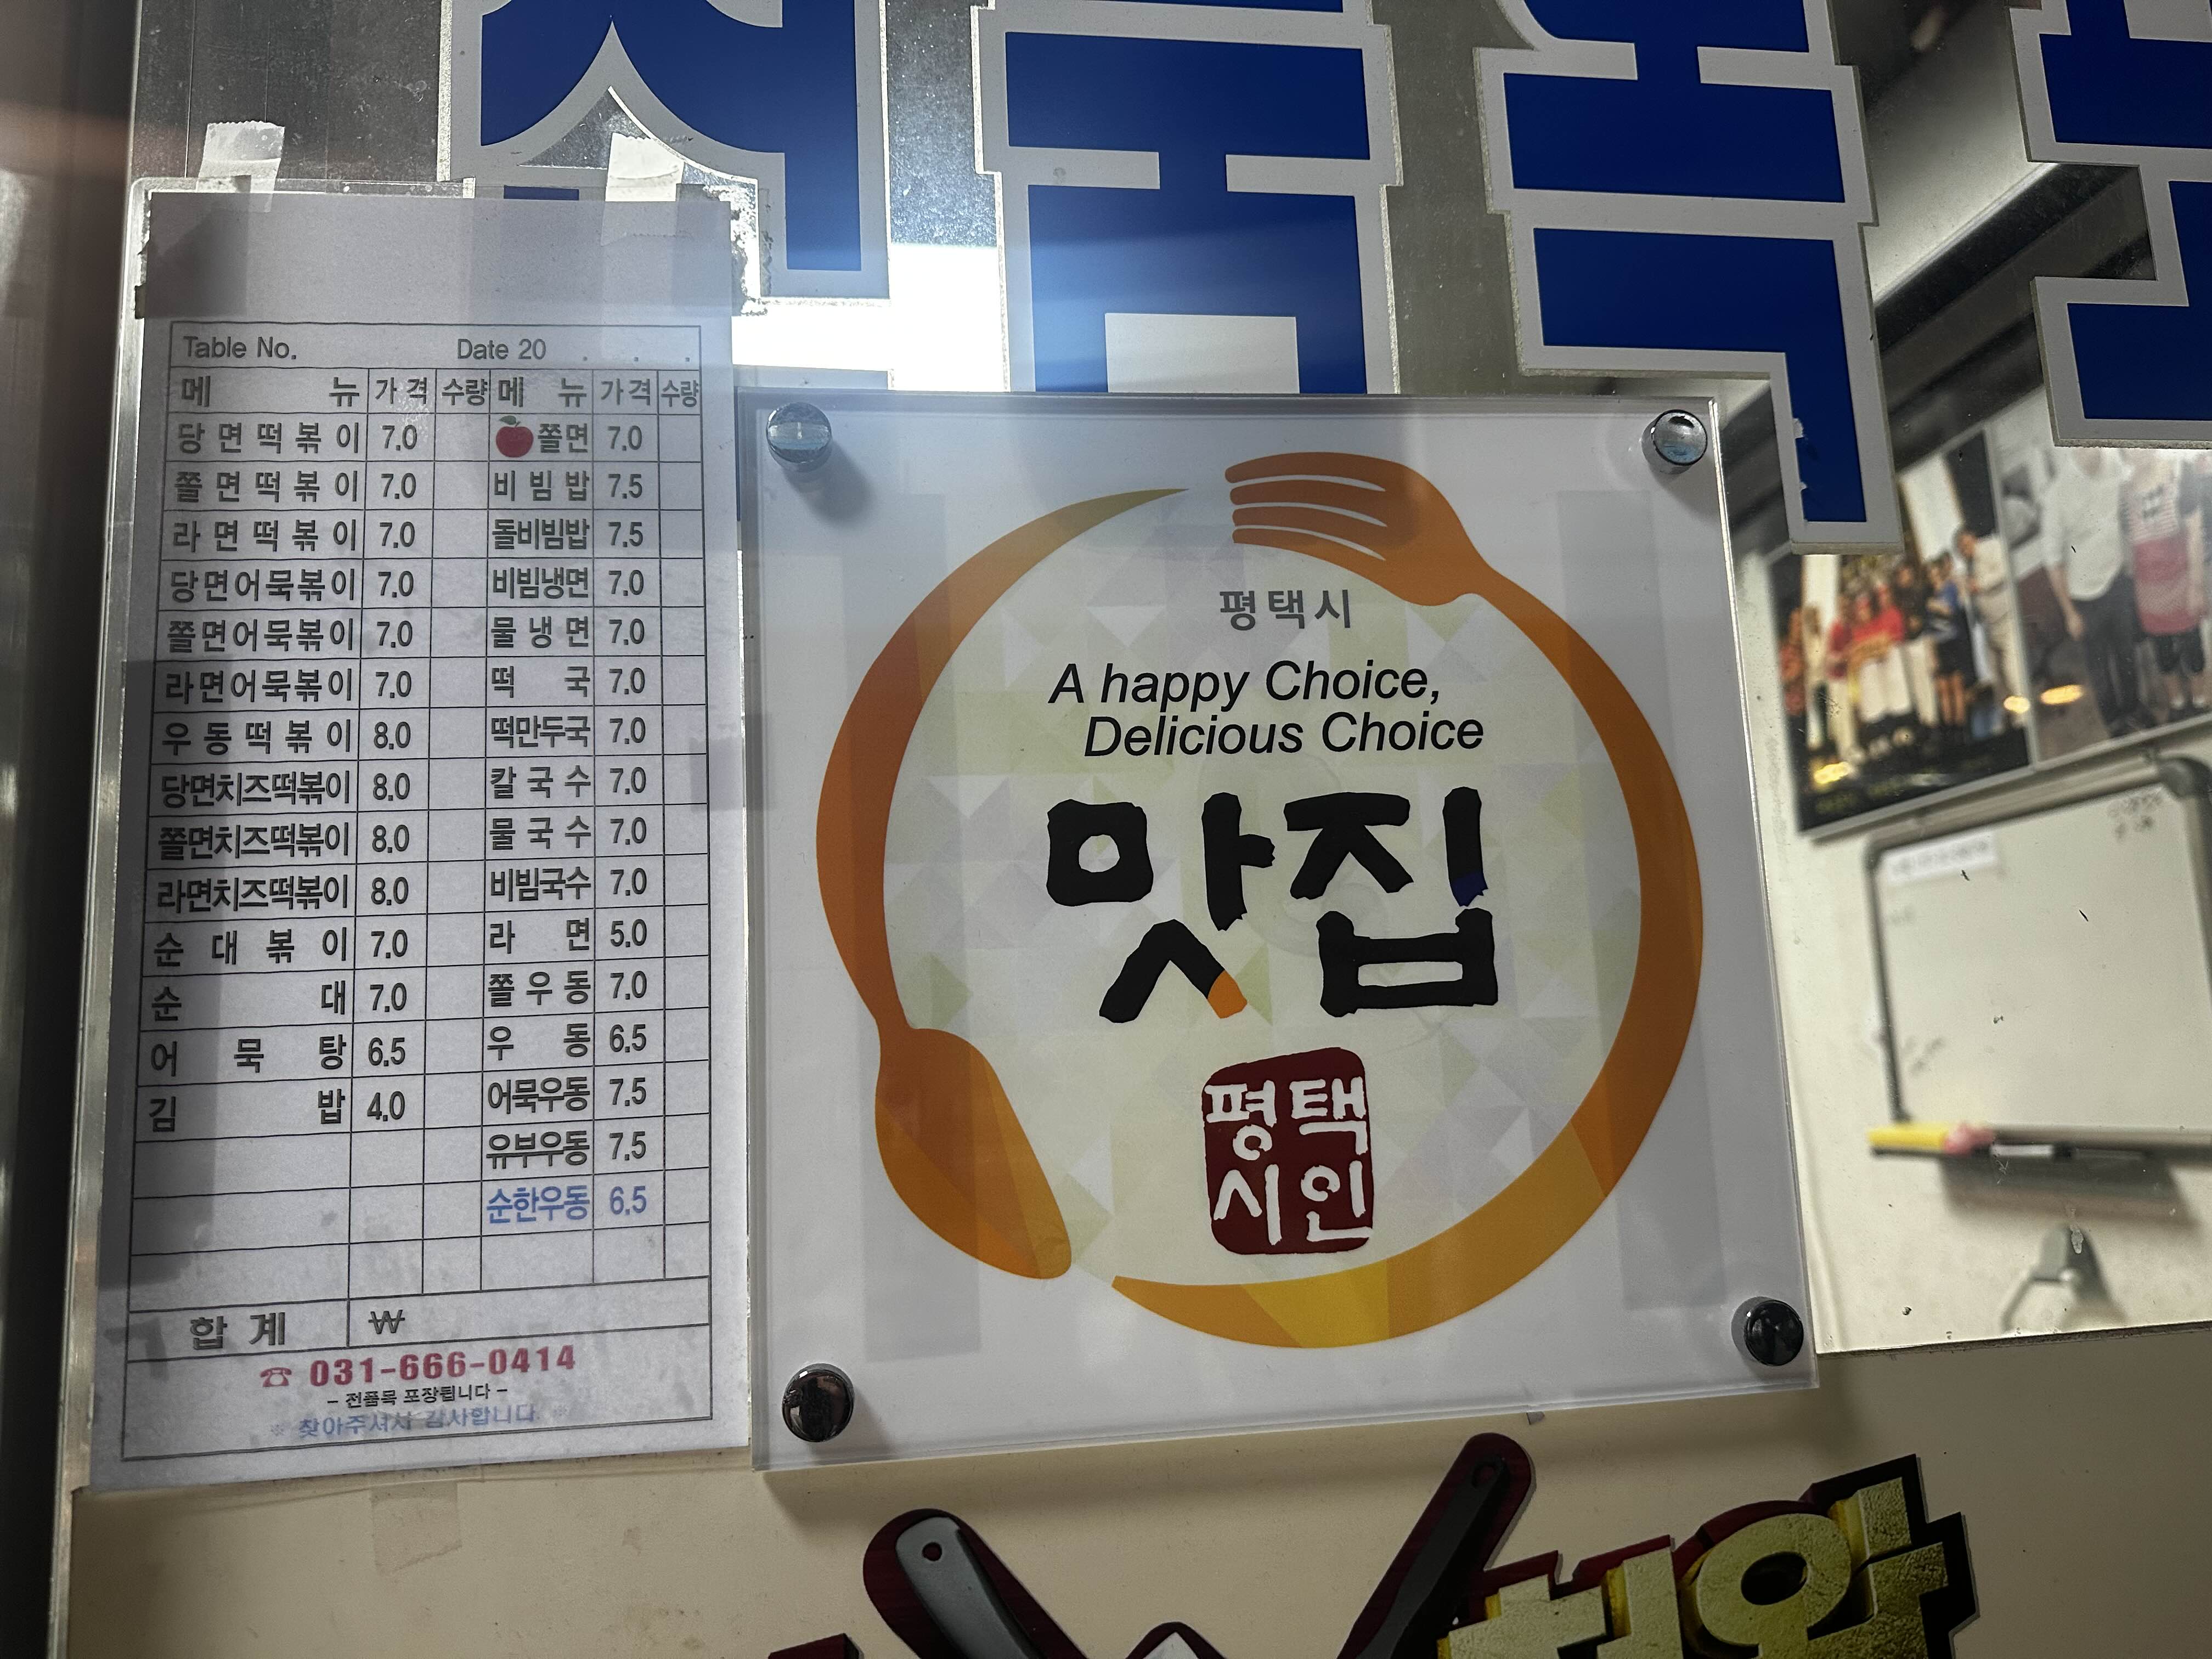 Table No. Date 20 . . .
메 뉴 가격 수량 메 뉴 가격 수량
당면떡볶이 7.0 쫄면 7.0
쫄면떡볶이 7.0 비빔밥 7.5
라면떡볶이 7.0 돌비빔밥 7.5
당면어묵볶이 7.0 비빔냉면 7.0
쫄면어묵볶이 7.0 물냉면 7.0
라면어묵볶이 7.0 떡 국 7.0
우동떡볶이 8.0 떡만두국 7.0
당면치즈떡볶이 8.0 칼국수 7.0
쫄면치즈떡볶이 8.0 물국수 7.0
라면치즈떡볶이 8.0 비빔국수 7.0
순대볶이 7.0 라 면 5.0
순 대 7.0 쫄우동 7.0
어묵탕 6.5 우 동 6.5
김 밥 4.0 어묵우동 7.5
유부우동 7.5
순한우동 6.5
합 계 ₩
☎ 031-666-0414
- 전품목 포장됩니다 -
※ 찾아주셔서 감사합니다 ※
평택시
A happy Choice,
Delicious Choice
맛집
평택
시인